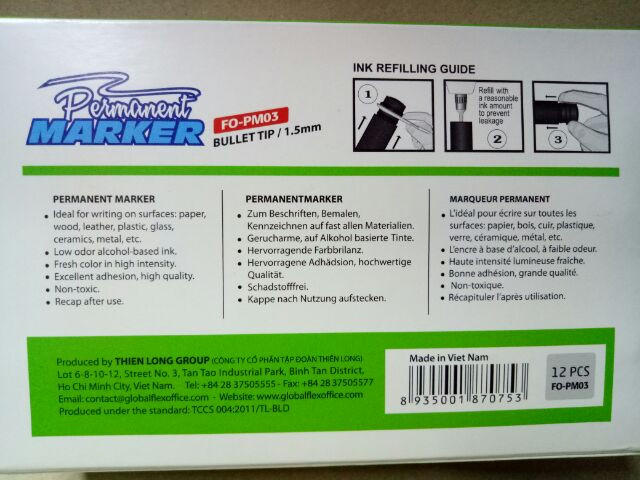 Permanent
MARKER
FO-PM03
BULLET TIP / 1.5mm
INK REFILLING GUIDE
1
Refill with
a reasonable
ink amount
to prevent
leakage
2
3
PERMANENT MARKER
• Ideal for writing on surfaces: paper,
wood, leather, plastic, glass,
ceramics, metal, etc.
• Low odor alcohol-based ink.
• Fresh color in high intensity.
• Excellent adhesion, high quality.
• Non-toxic.
• Recap after use.
PERMANENTMARKER
• Zum Beschriften, Bemalen,
Kennzeichnen auf fast allen Materialien.
• Gerucharme, auf Alkohol basierte Tinte.
• Hervorragende Farbbrilanz.
• Hervorragene Adhädsion, hochwertige
Qualität.
• Schadstofffrei.
• Kappe nach Nutzung aufstecken.
MARQUEUR PERMANENT
• L'idéal pour écrire sur toutes les
surfaces: papier, bois, cuir, plastique,
verre, céramique, métal, etc.
• L'encre à base d'alcool, à faible odeur.
• Haute intensité lumineuse fraîche.
• Bonne adhésion, grande qualité.
• Non-toxique.
• Récapituler l'après utilisation.
Produced by THIEN LONG GROUP (CÔNG TY CỔ PHẦN TẬP ĐOÀN THIÊN LONG)
Lot 6-8-10-12, Street No. 3, Tan Tao Industrial Park, Binh Tan District,
Ho Chi Minh City, Viet Nam. Tel: +84 28 37505555 - Fax: +84 28 37505577
Email: contact@globalflexoffice.com - Website: www.globalflexoffice.com
Produced under the standard: TCCS 004:2011/TL-BLD
Made in Viet Nam
8 935001 870753
12 PCS
FO-PM03